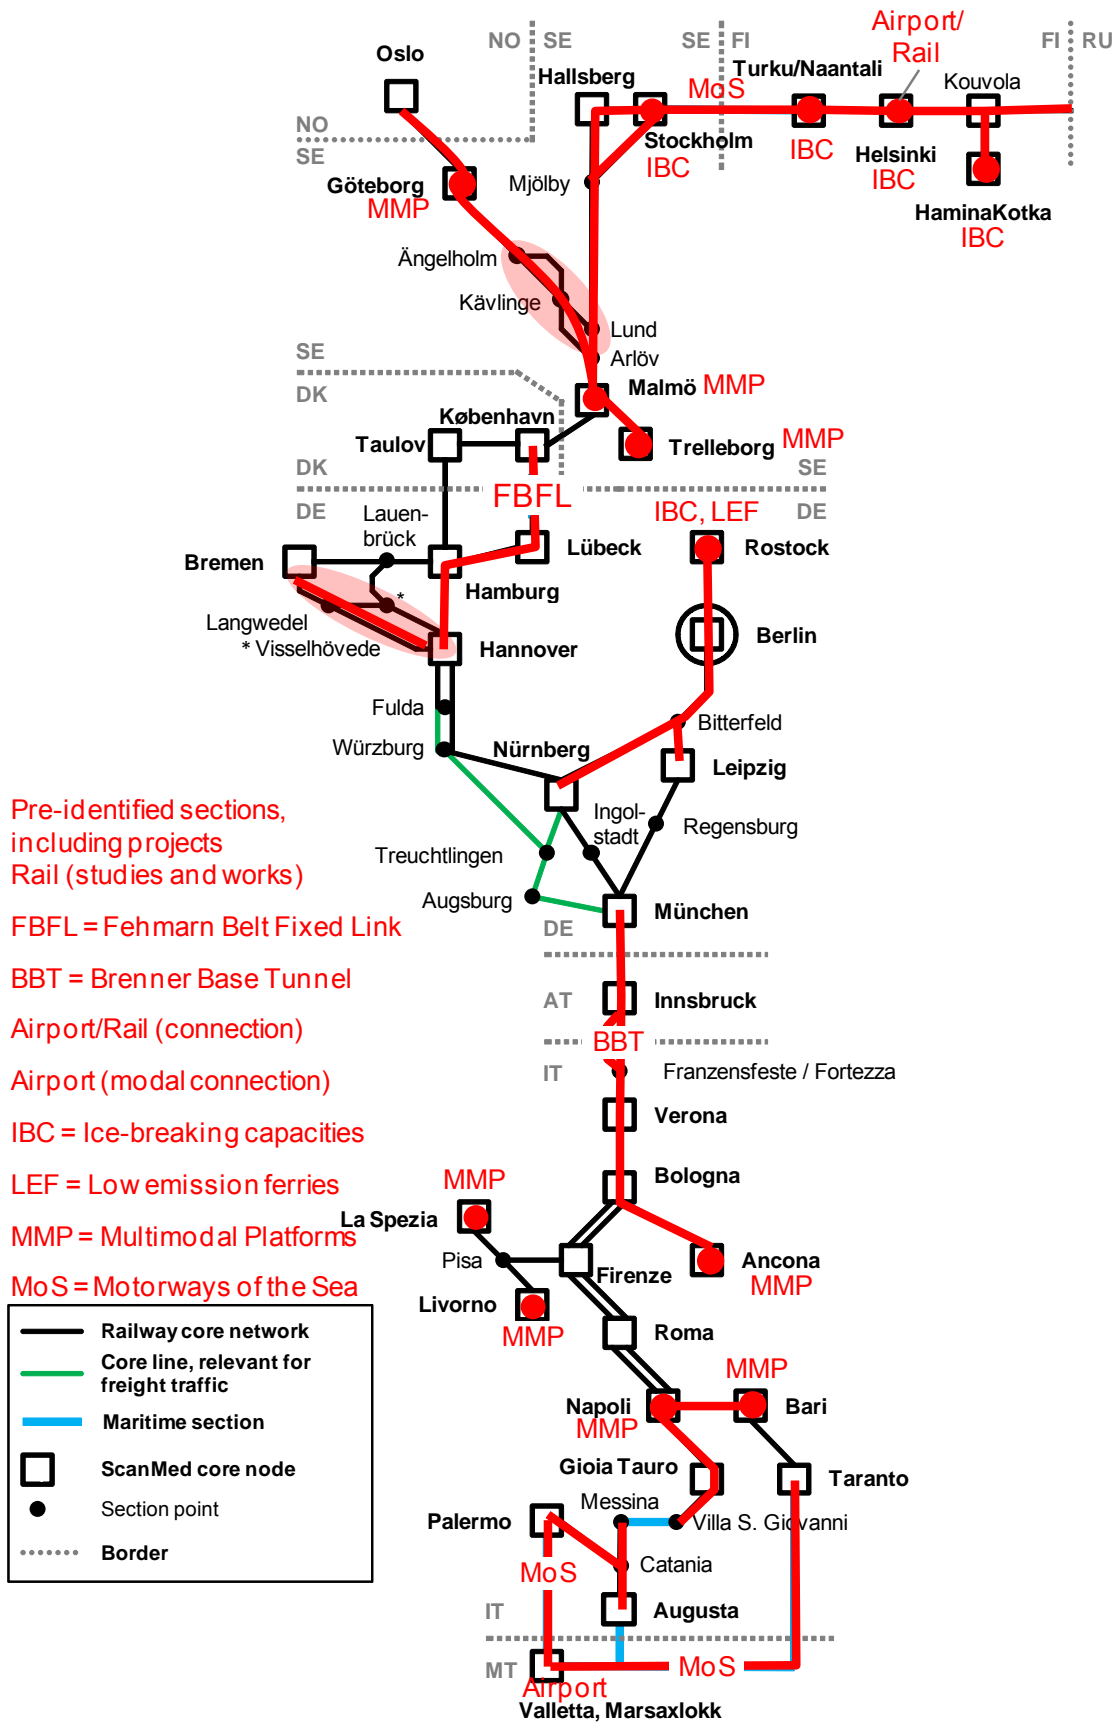 Airport/
Rail
NO
SE
SE
FI
FI
RU
Oslo
Hallsberg
MoS
Turku/Naantali
Kouvola
NO
SE
Stockholm
IBC
IBC
Helsinki
IBC
Göteborg
MMP
Mjölby
HaminaKotka
IBC
Ängelholm
Kävlinge
Lund
Arlöv
SE
DK
Malmö MMP
København
Taulov
Trelleborg MMP
DK
SE
DE
FBFL
IBC, LEF
DE
Lauen-
brück
Bremen
Lübeck
Rostock
Hamburg
*
Langwedel
* Visselhövede
Hannover
Berlin
Fulda
Bitterfeld
Würzburg
Nürnberg
Leipzig
Pre-identified sections,
including projects
Rail (studies and works)
FBFL = Fehmarn Belt Fixed Link
BBT = Brenner Base Tunnel
Airport/Rail (connection)
Airport (modal connection)
IBC = Ice-breaking capacities
LEF = Low emission ferries
MMP = Multimodal Platforms
MoS = Motorways of the Sea
Ingol-
stadt
Regensburg
Treuchtlingen
Augsburg
München
DE
AT
Innsbruck
BBT
IT
Franzensfeste / Fortezza
Verona
Bologna
MMP
La Spezia
Pisa
Firenze
Ancona
MMP
Livorno
MMP
Roma
MMP
Napoli
MMP
Bari
Gioia Tauro
Taranto
Messina
Villa S. Giovanni
Palermo
Catania
MoS
Augusta
IT
MT
MoS
Airport
Valletta, Marsaxlokk
Railway core network
Core line, relevant for
freight traffic
Maritime section
ScanMed core node
Section point
Border